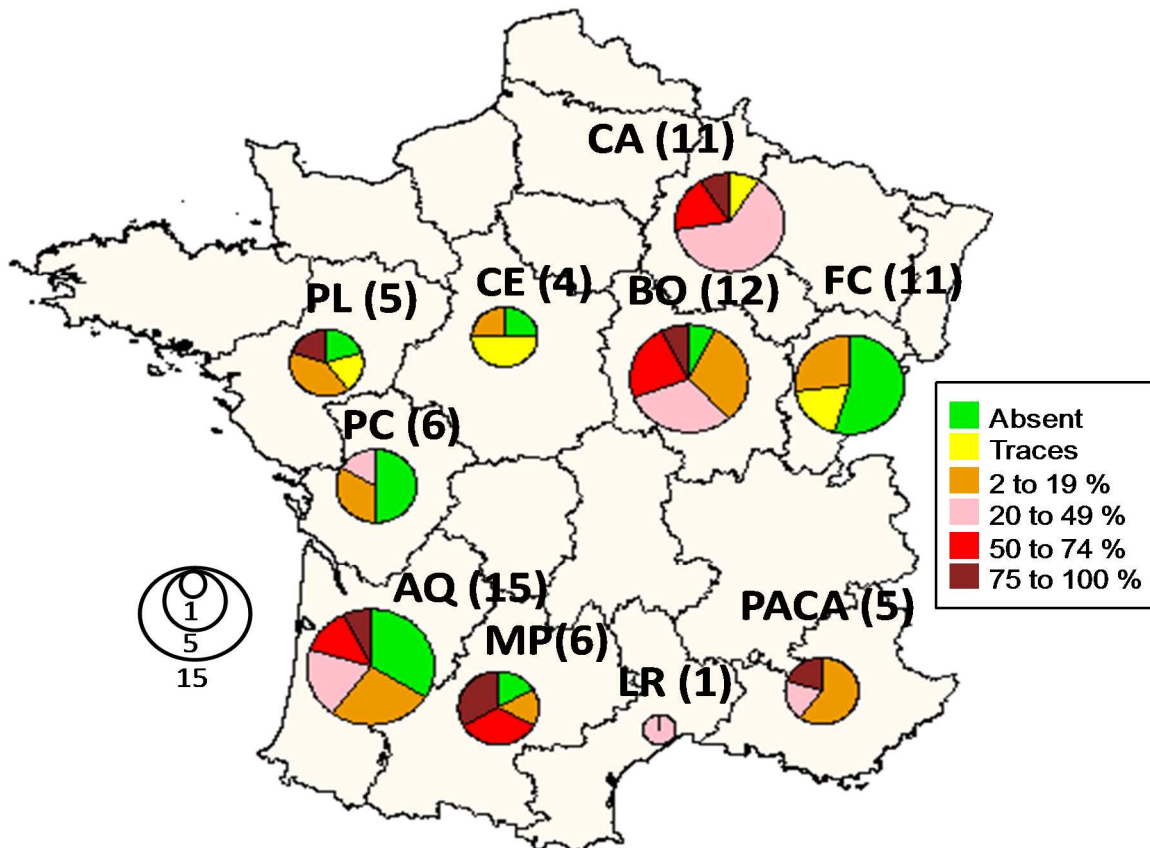 CA (11)
CE (4)
BO (12)
FC (11)
PL (5)
PC (6)
AQ (15)
MP(6)
LR (1)
PACA (5)
1
5
15
Absent
Traces
2 to 19 %
20 to 49 %
50 to 74 %
75 to 100 %